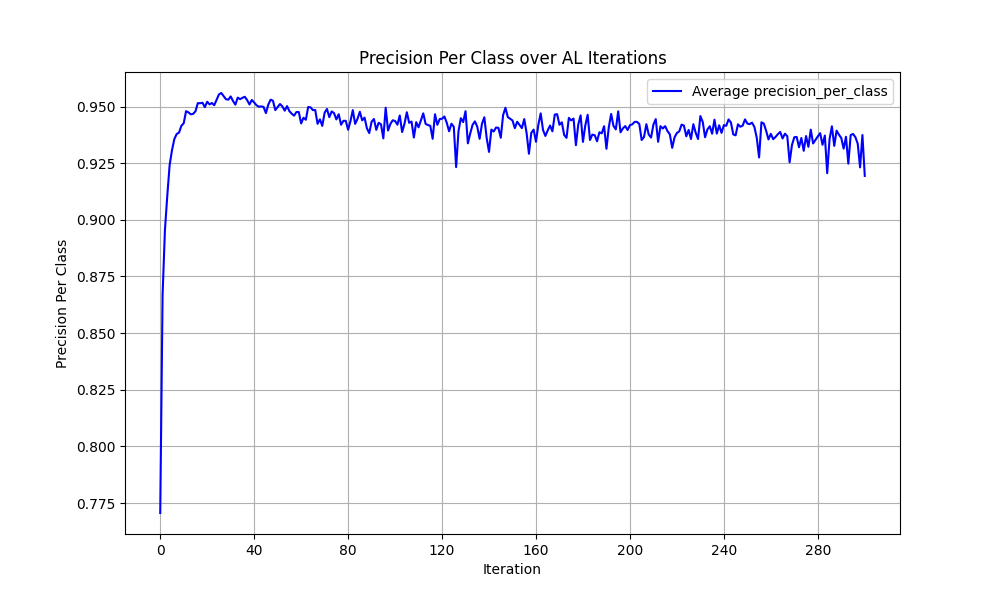 Precision Per Class over AL Iterations
Average precision_per_class
Precision Per Class
0.950
0.925
0.900
0.875
0.850
0.825
0.800
0.775
0 40 80 120 160 200 240 280
Iteration